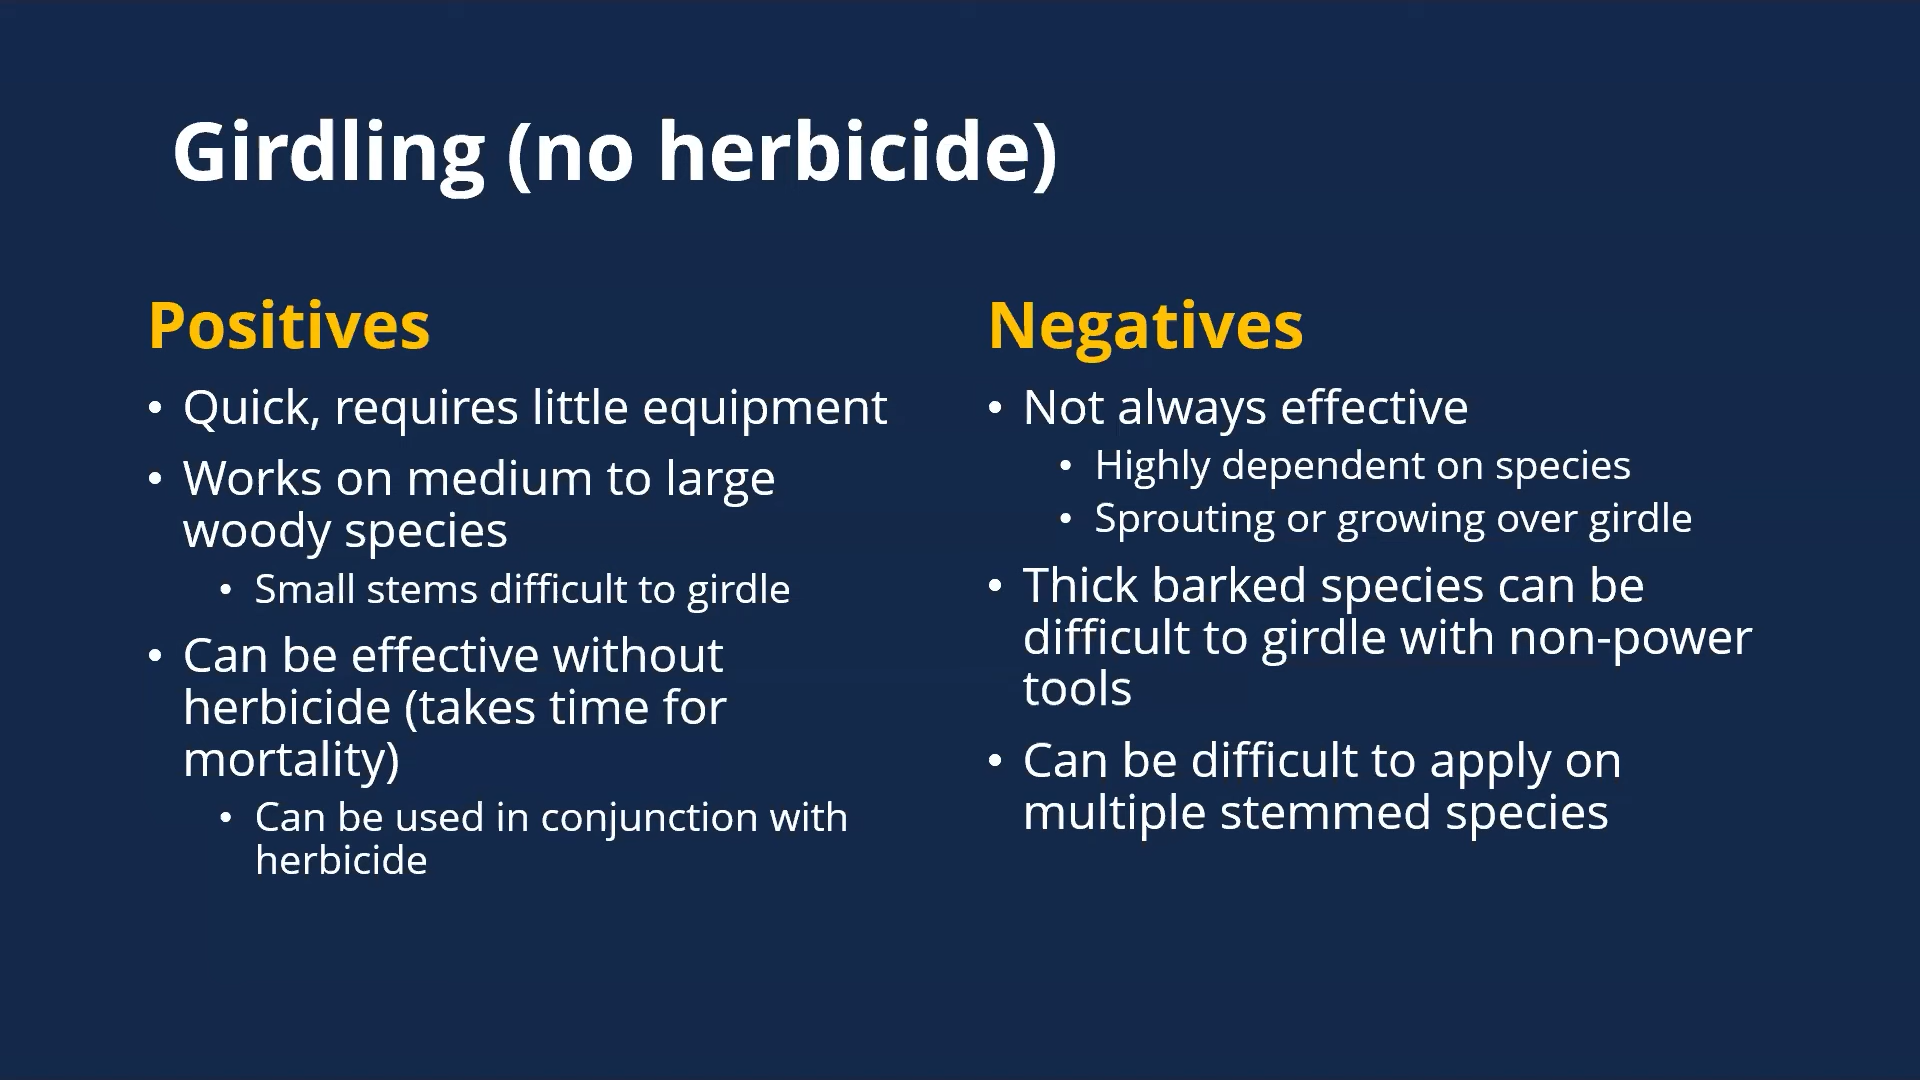 Girdling (no herbicide)
Positives
• Quick, requires little equipment
• Works on medium to large
woody species
• Small stems difficult to girdle
• Can be effective without
herbicide (takes time for
mortality)
• Can be used in conjunction with
herbicide
Negatives
• Not always effective
• Highly dependent on species
• Sprouting or growing over girdle
• Thick barked species can be
difficult to girdle with non-power
tools
• Can be difficult to apply on
multiple stemmed species